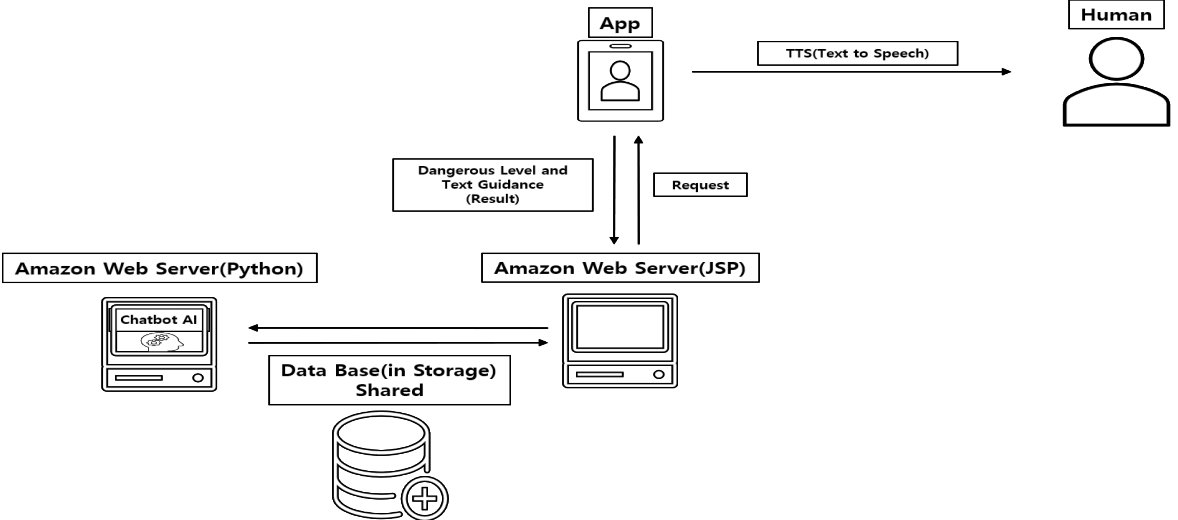 App
Human
TTS(Text to Speech)
Dangerous Level and
Text Guidance
(Result)
Request
Amazon Web Server(Python)
Amazon Web Server(JSP)
Chatbot AI
Data Base(in Storage)
Shared